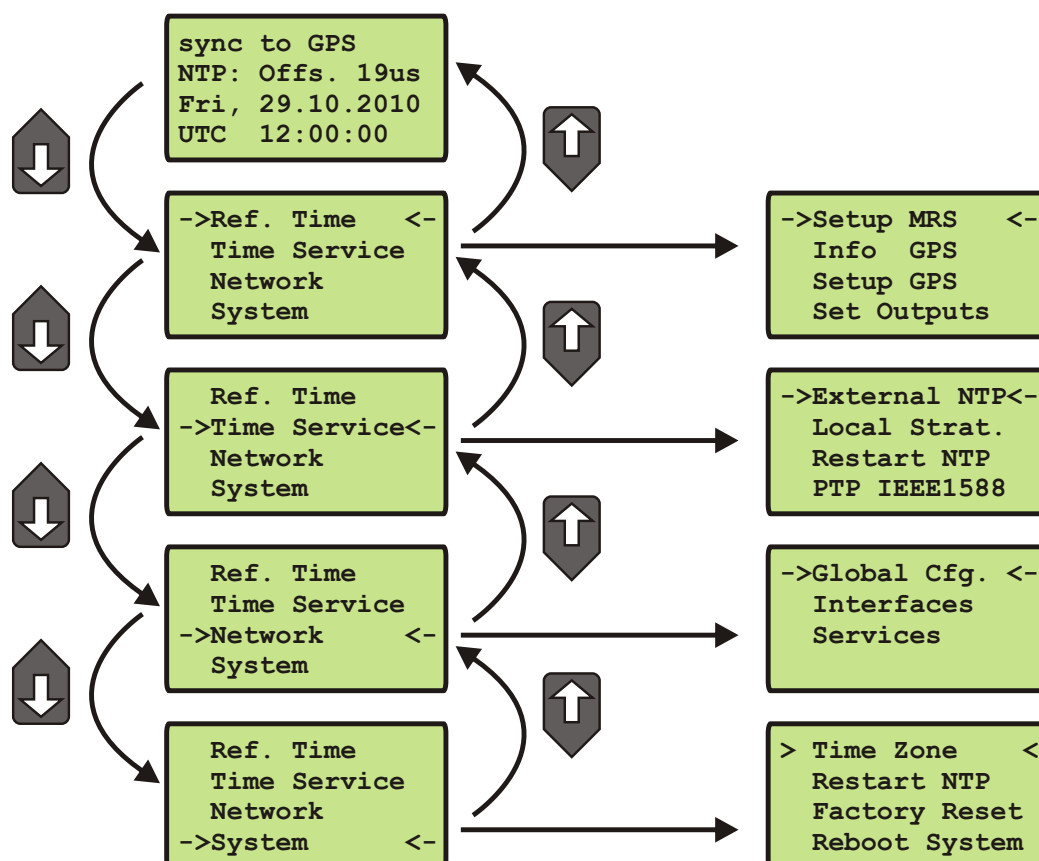 sync to GPS
NTP: Offs. 19us
Fri, 29.10.2010
UTC  12:00:00
->Ref. Time   <-
Time Service
Network
System
->Setup MRS   <-
Info  GPS
Setup GPS
Set Outputs
Ref. Time
->Time Service<-
Network
System
->External NTP<-
Local Strat.
Restart NTP
PTP IEEE1588
Ref. Time
Time Service
->Network    <-
System
->Global Cfg. <-
Interfaces
Services
Ref. Time
Time Service
Network
->System     <-
> Time Zone   <
Restart NTP
Factory Reset
Reboot System